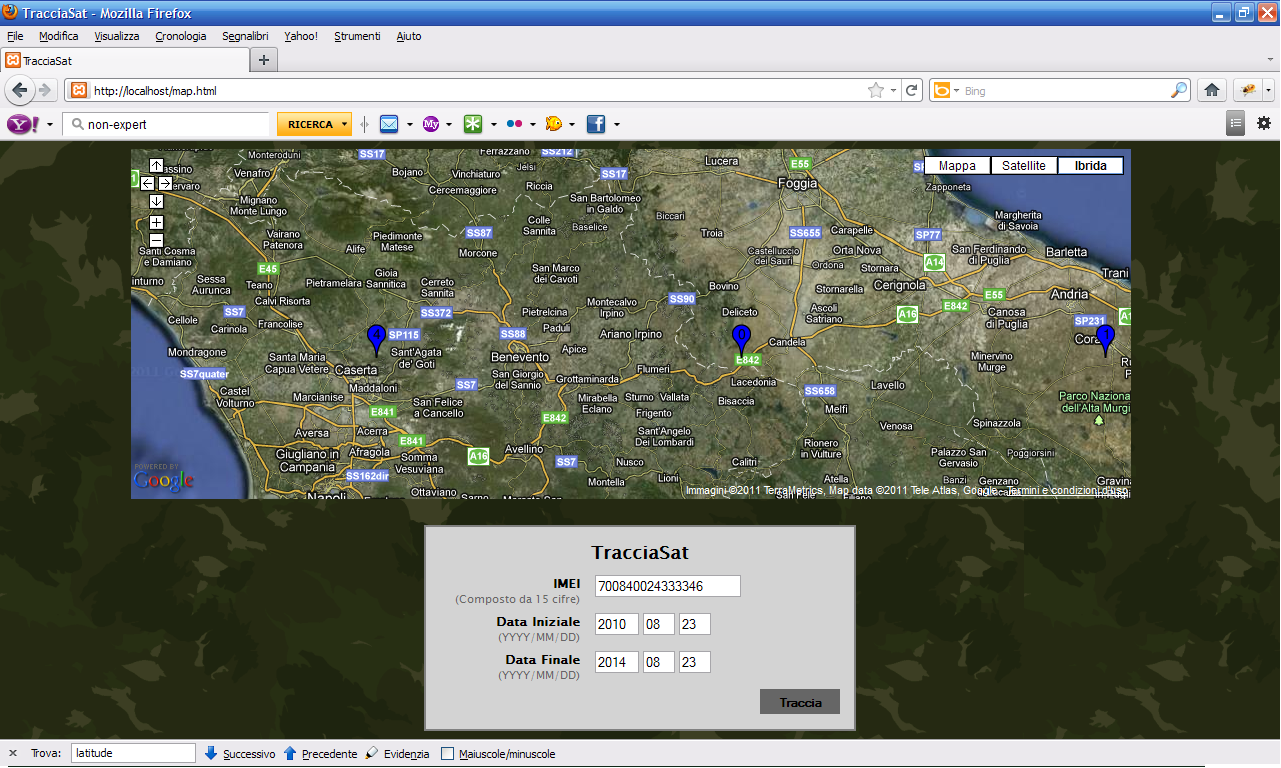 TracciaSat - Mozilla Firefox
File Modifica Visualizza Cronologia Segnalibri Yahoo! Strumenti Aiuto
TracciaSat
http://localhost/map.html
Bing
non-expert
RICERCA
Mappa Satellite Ibrida
Monteroduni
SS17
Bojano
Ferrazzano
SS212
Jelsi
Lucera
E55
Venafro
Vinchiaturo
Cercemaggiore
Riccia
SS17
Foggia
Zapponeta
Mignano
Monte Lungo
San Bartolomeo
in Galdo
Biccari
Margherita
di Savoia
Vairano
Patenora
Alife
Piedimonte
Matese
SS87
Colle
Sannita
Baselice
Troia
SS655
Carapelle
SP77
Santi Cosma
e Damiano
Morcone
Castelluccio
dei Sauri
Orta Nova
San Ferdinando
di Puglia
Barletta
E45
Ordona
Stornara
A14
Trani
Sessa
Aurunca
Teano
Pietramelara
Gioia
Sannitica
Cerreto
Sannita
San Marco
dei Cavoti
Bovino
Stornarella
Cerignola
E55
Andria
Calvi Risorta
SS7
SS372
Pietrelcina
Montecalvo
Irpino
SS90
Deliceto
Ascoli
Satriano
A16
E842
Canosa
di Puglia
Cellole
Carinola
Francolise
SP115
SS88
Paduli
Ariano Irpino
SP231
Mondragone
Santa Maria
Capua Vetere
Caserta
Sant'Agata
de' Goti
Benevento
Apice
E842
Candela
Minervino
Murge
SS7quater
Maddaloni
SS7
San Giorgio
del Sannio
Grottaminarda
Flumeri
Lacedonia
SS658
Lavello
Castel
Volturno
Marcianise
San Felice
a Cancello
Mirabella
Eclano
Sturno
Vallata
Bisaccia
Melfi
Parco Naziona
dell'Alta Murgi
E841
E842
Frigento
Venosa
Spinazzola
Aversa
Acerra
E841
Sant'Angelo
Dei Lombardi
Giugliano in
Campania
Afragola
Somma
Vesuviana
A16
Avellino
SS7
Nusco
Calitri
Rionero
in Vulture
Palazzo San
Gervasio
Poggiorsini
SS162dir
Ottaviano
Sarno
Montella
Lioni
Atella
Banzi
Genzano
Gravina
Napoli
POWERED BY
Google
Immagini ©2011 TerraMetrics, Map data ©2011 Tele Atlas, Google - Termini e condizioni d'uso
TracciaSat
IMEI 700840024333346
(Composto da 15 cifre)
Data Iniziale 2010 08 23
(YYYY/MM/DD)
Data Finale 2014 08 23
(YYYY/MM/DD)
Traccia
Trova: latitude Successivo Precedente Evidenzia Maiuscole/minuscole